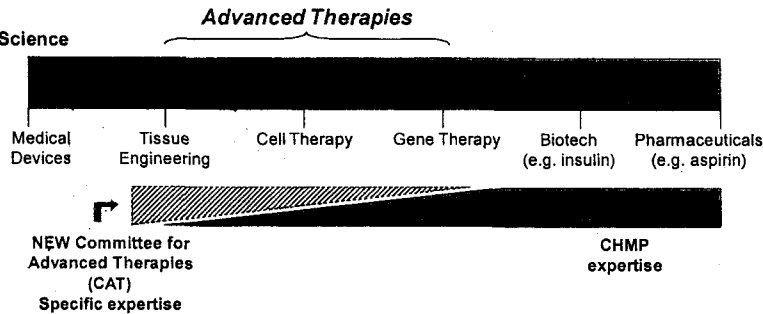 Advanced Therapies
Science
Medical
Devices
Tissue
Engineering
Cell Therapy
Gene Therapy
Biotech
(e.g. insulin)
Pharmaceuticals
(e.g. aspirin)
NEW Committee for
Advanced Therapies
(CAT)
Specific expertise
CHMP
expertise